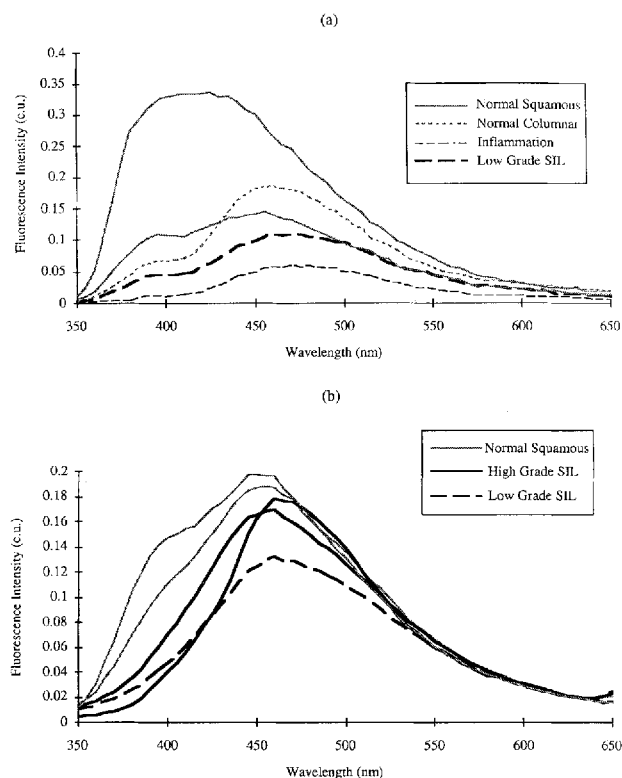 (a)
0.4
0.35
0.3
0.25
0.2
0.15
0.1
0.05
0
Fluorescence Intensity (c.u.)
Normal Squamous
Normal Columnar
Inflammation
Low Grade SIL
350 400 450 500 550 600 650
Wavelength (nm)
(b)
0.2
0.18
0.16
0.14
0.12
0.1
0.08
0.06
0.04
0.02
0
Fluorescence Intensity (c.u.)
Normal Squamous
High Grade SIL
Low Grade SIL
350 400 450 500 550 600 650
Wavelength (nm)